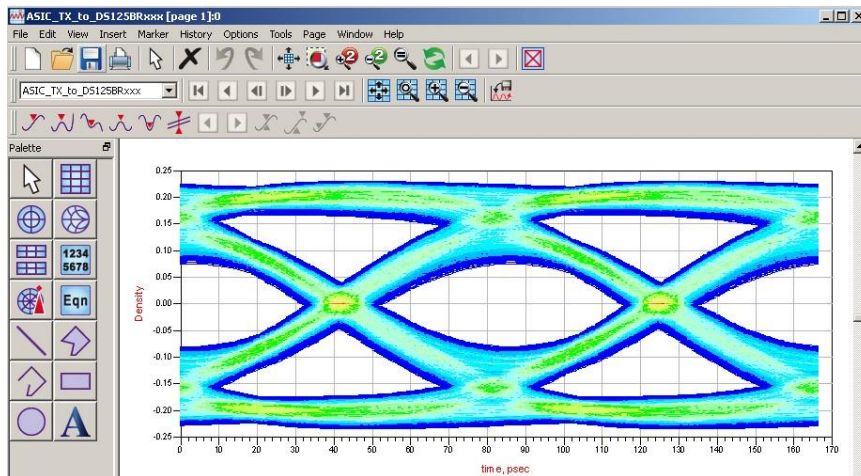 ASIC_TX_to_DS125BRxxx [page 1]:0
File Edit View Insert Marker History Options Tools Page Window Help
ASIC_TX_to_DS125BRxxx
Palette
1234
5678
Eqn
A
Density
0.25
0.20
0.15
0.10
0.05
0.00
-0.05
-0.10
-0.15
-0.20
-0.25
0 10 20 30 40 50 60 70 80 90 100 110 120 130 140 150 160 170
time, psec